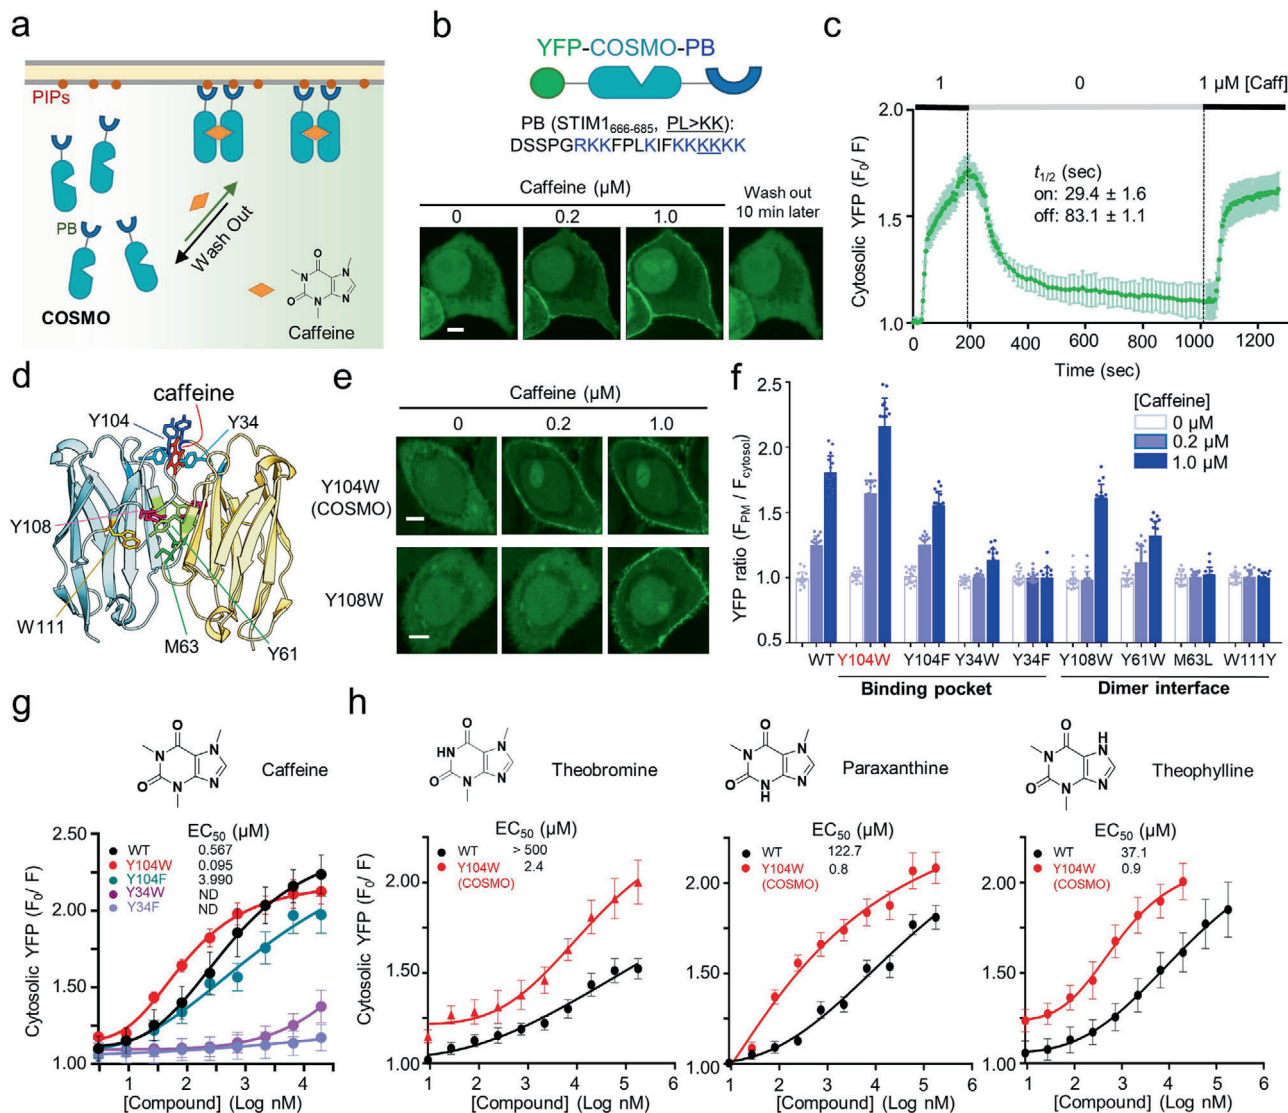 a
PIPs
PB
COSMO
Wash Out
Caffeine
b
YFP-COSMO-PB
PB (STIM1666-685, PL>KK):
DSSPGRKKFPLKIFKKKKKK
Caffeine (μM)
0
0.2
1.0
Wash out
10 min later
c
1
0
1 μM [Caff]
Cytosolic YFP (F0/ F)
2.0
1.5
1.0
t1/2 (sec)
on: 29.4 ± 1.6
off: 83.1 ± 1.1
0 200 400 600 800 1000 1200
Time (sec)
d
caffeine
Y104
Y34
Y108
W111
M63
Y61
e
Caffeine (μM)
0
0.2
1.0
Y104W
(COSMO)
Y108W
f
YFP ratio (FPM / Fcytosol)
2.5
2.0
1.5
1.0
0.5
[Caffeine]
0 μM
0.2 μM
1.0 μM
WT Y104W Y104F Y34W Y34F Y108W Y61W M63L W111Y
Binding pocket
Dimer interface
g
Caffeine
EC50 (μM)
WT 0.567
Y104W 0.095
Y104F 3.990
Y34W ND
Y34F ND
Cytosolic YFP (F0/ F)
2.50
2.00
1.50
1.00
0 1 2 3 4
[Compound] (Log nM)
h
Theobromine
EC50 (μM)
WT > 500
Y104W 2.4
(COSMO)
Cytosolic YFP (F0/ F)
2.00
1.50
1.00
1 2 3 4 5 6
[Compound] (Log nM)
Paraxanthine
EC50 (μM)
WT 122.7
Y104W 0.8
(COSMO)
2.00
1.50
1.00
1 2 3 4 5 6
[Compound] (Log nM)
Theophylline
EC50 (μM)
WT 37.1
Y104W 0.9
(COSMO)
2.00
1.50
1.00
1 2 3 4 5 6
[Compound] (Log nM)